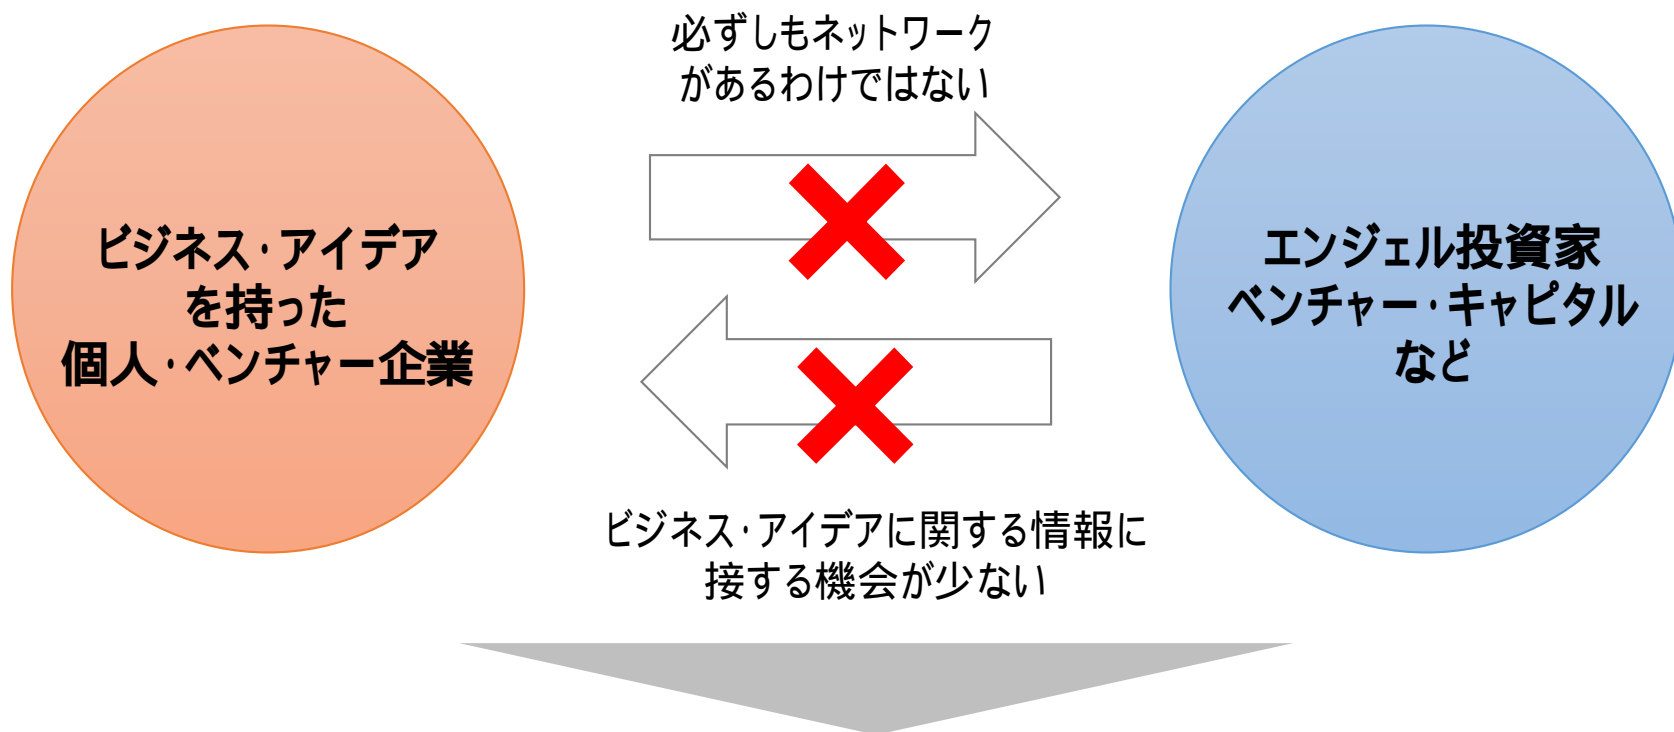 必ずしもネットワーク
があるわけではない
ビジネス・アイデア
を持った
個人・ベンチャー企業
エンジェル投資家
ベンチャー・キャピタル
など
ビジネス・アイデアに関する情報に
接する機会が少ない